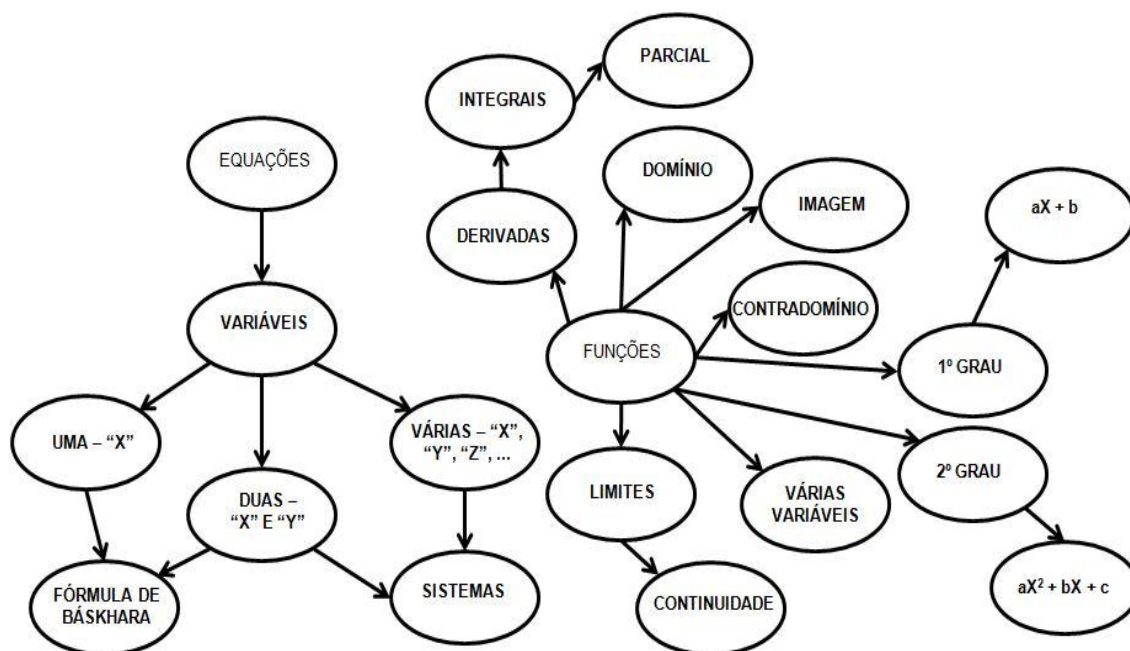 PARCIAL
INTEGRAIS
EQUAÇÕES
DOMÍNIO
IMAGEM
aX + b
DERIVADAS
VARIÁVEIS
CONTRADOMÍNIO
FUNÇÕES
1º GRAU
UMA – “X”
VÁRIAS – “X”,
“Y”, “Z”, ...
2º GRAU
LIMITES
VÁRIAS
VARIÁVEIS
DUAS –
“X” E “Y”
FÓRMULA DE
BÁSKHARA
SISTEMAS
CONTINUIDADE
aX² + bX + c